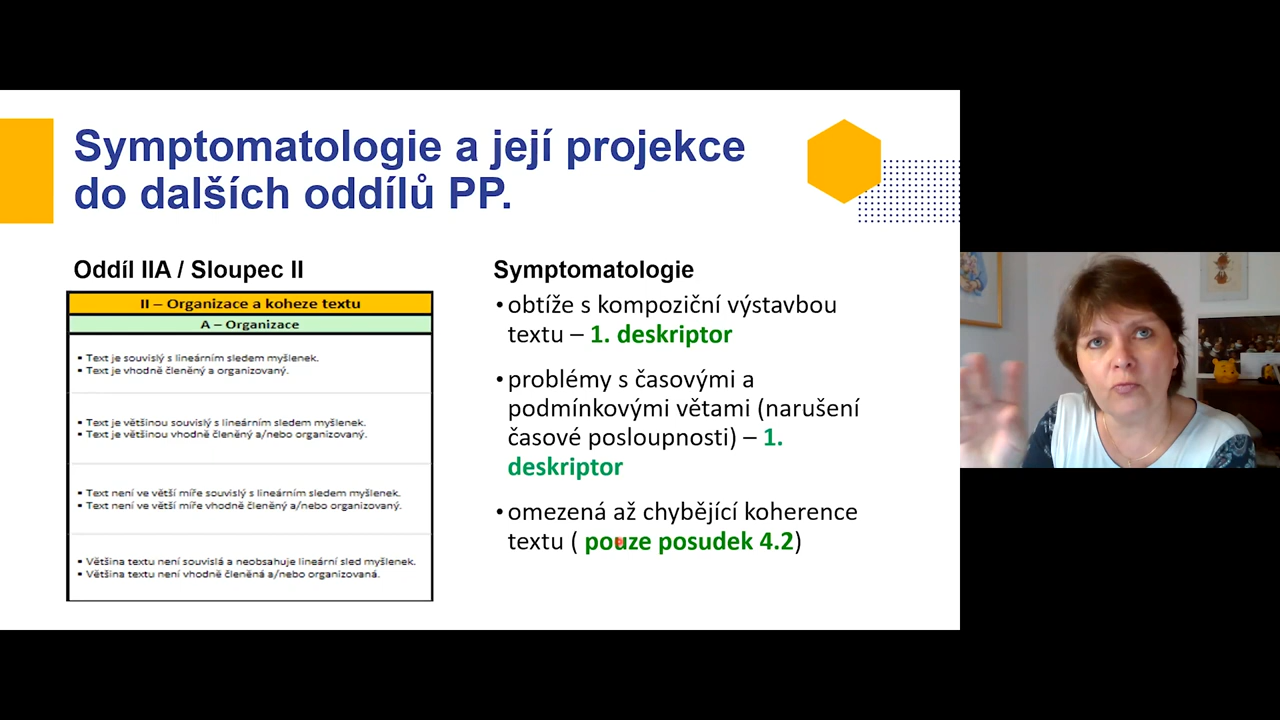 Symptomatologie a její projekce
do dalších oddílů PP.
Oddíl IIA / Sloupec II
II – Organizace a koheze textu
A – Organizace
▪ Text je souvislý s lineárním sledem myšlenek.
▪ Text je vhodně členěný a organizovaný.
▪ Text je většinou souvislý s lineárním sledem myšlenek.
▪ Text je většinou vhodně členěný a/nebo organizovaný.
▪ Text není ve větší míře souvislý s lineárním sledem myšlenek.
▪ Text není ve větší míře vhodně členěný a/nebo organizovaný.
▪ Většina textu není souvislá a neobsahuje lineární sled myšlenek.
▪ Většina textu není vhodně členěná a/nebo organizovaná.
Symptomatologie
• obtíže s kompoziční výstavbou
textu – 1. deskriptor
• problémy s časovými a
podmínkovými větami (narušení
časové posloupnosti) – 1.
deskriptor
• omezená až chybějící koherence
textu ( pouze posudek 4.2)